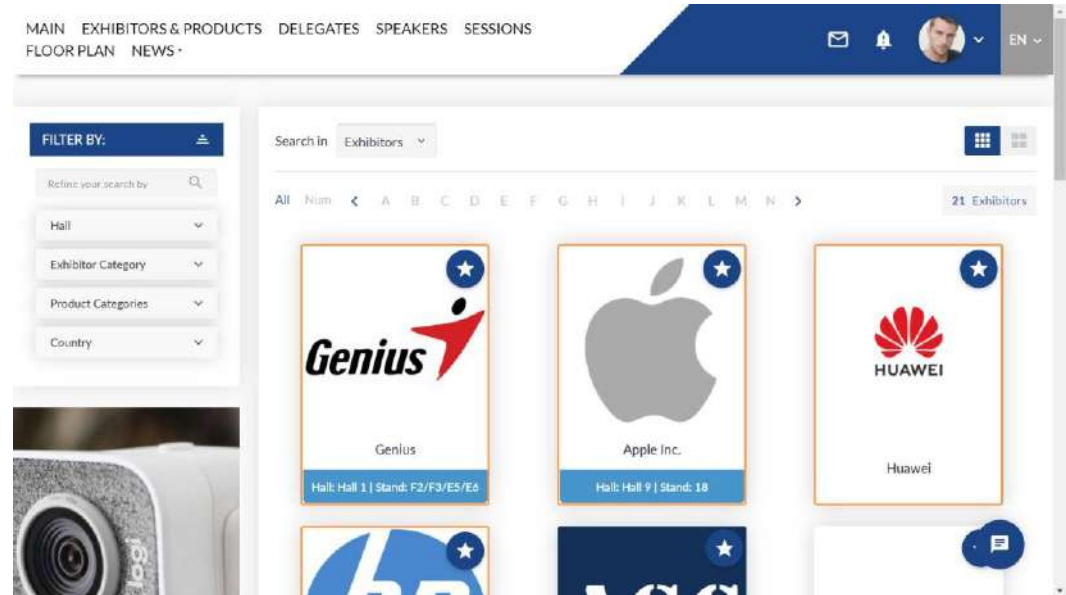 MAIN EXHIBITORS & PRODUCTS DELEGATES SPEAKERS SESSIONS
FLOOR PLAN NEWS
EN
FILTER BY:
Refine your search by
Hall
Exhibitor Category
Product Categories
Country
Search in Exhibitors
All Num A B C D E F G H I J K L M N
21 Exhibitors
Genius
Genius
Hall: Hall 1 | Stand: F2/F3/E5/E6
Apple Inc.
Hall: Hall 9 | Stand: 18
HUAWEI
Huawei
logi